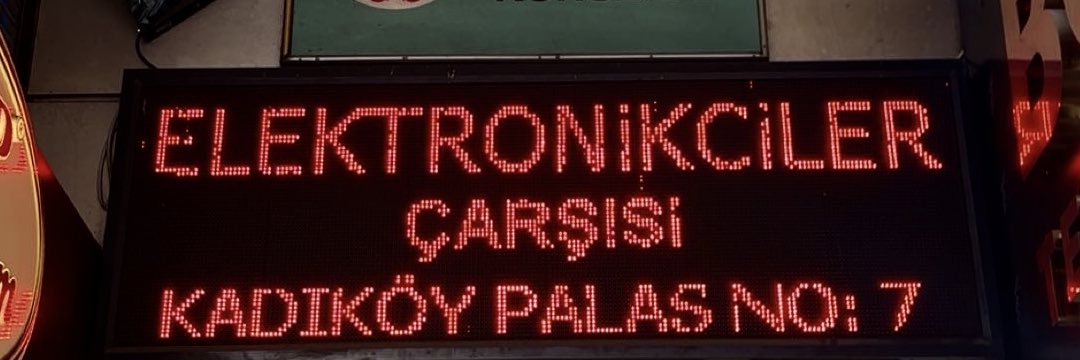 ELEKTRONİKCİLER
ÇARŞISİ
KADIKÖY PALAS NO: 7